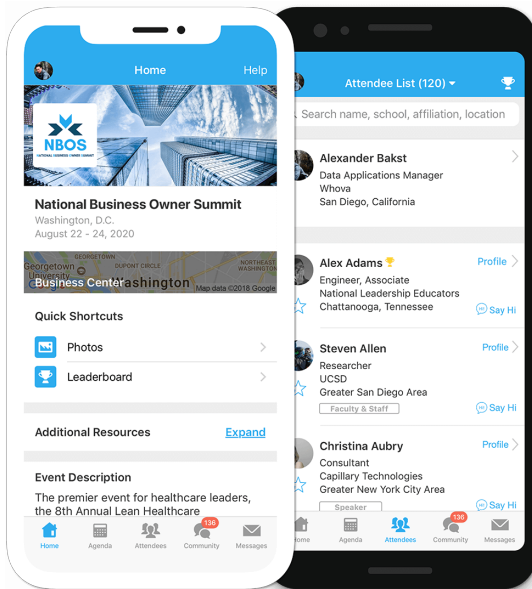 Home
Help
NBOS
NATIONAL BUSINESS OWNER SUMMIT
National Business Owner Summit
Washington, D.C.
August 22 - 24, 2020
GEORGETOWN
DUPONT CIRCLE
NORTHEAST
WASHINGTON
Georgetown
University
Washington
Map data ©2018 Google
Business Center
Quick Shortcuts
Photos
Leaderboard
Additional Resources
Expand
Event Description
The premier event for healthcare leaders,
the 8th Annual Lean Healthcare
136
Home
Agenda
Attendees
Community
Messages
Attendee List (120)
Search name, school, affiliation, location
Alexander Bakst
Data Applications Manager
Whova
San Diego, California
Alex Adams
Profile
Engineer, Associate
National Leadership Educators
Chattanooga, Tennessee
Say Hi
Steven Allen
Profile
Researcher
UCSD
Greater San Diego Area
Faculty & Staff
Say Hi
Christina Aubry
Profile
Consultant
Capillary Technologies
Greater New York City Area
Speaker
Say Hi
136
ome
Agenda
Attendees
Community
Messages